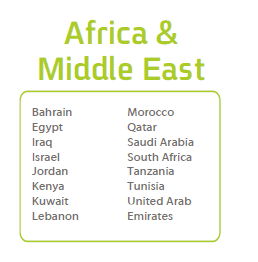 Africa &
Middle East
Bahrain
Egypt
Iraq
Israel
Jordan
Kenya
Kuwait
Lebanon
Morocco
Qatar
Saudi Arabia
South Africa
Tanzania
Tunisia
United Arab
Emirates